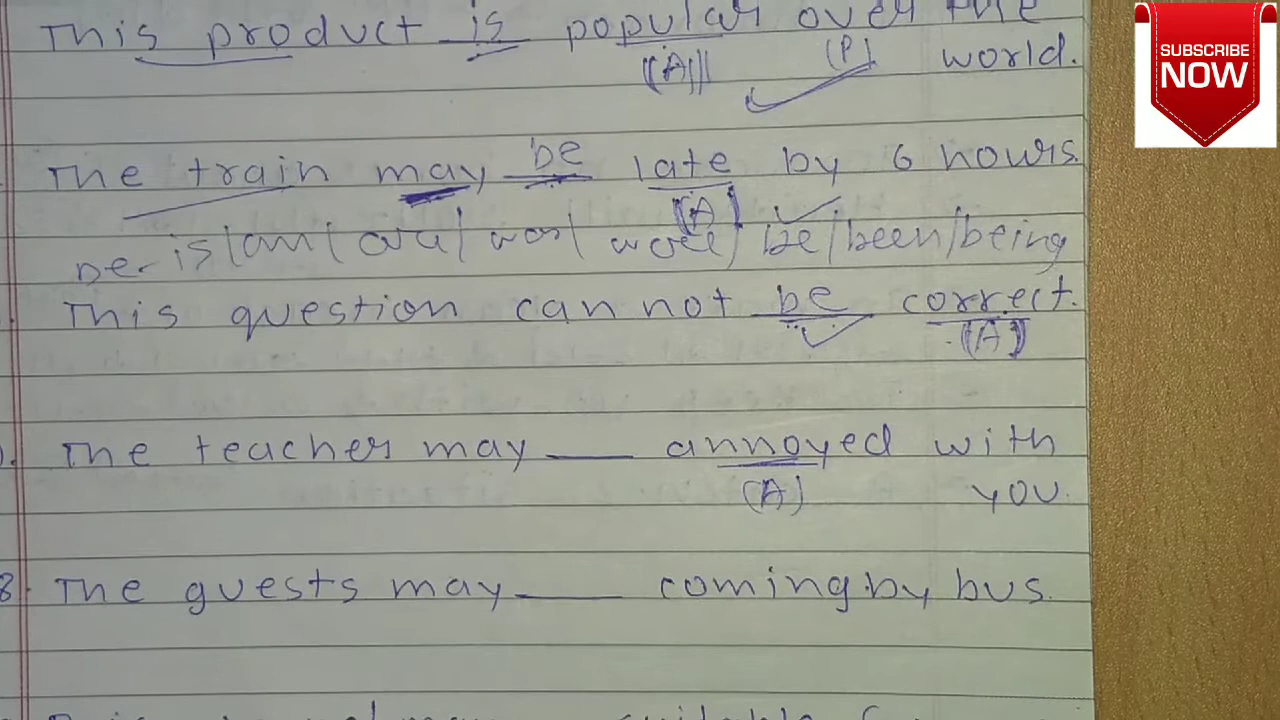 This product is popular over the
(A) (P) world.
SUBSCRIBE
NOW
The train may be late by 6 hours.
(A)
be- is/am/are/was/were/be/been/being
This question can not be correct.
(A)
The teacher may ___ annoyed with
(A) you.
8. The guests may ___ coming by bus.